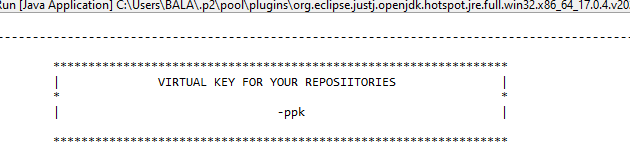 Run [Java Application] C:\Users\BALA\.p2\pool\plugins\org.eclipse.justj.openjdk.hotspot.jre.full.win32.x86_64_17.0.4.v20
--------------------------------------------------------------------------------
*****************************************************************
| VIRTUAL KEY FOR YOUR REPOSIITORIES |
* *
| -ppk |
*****************************************************************